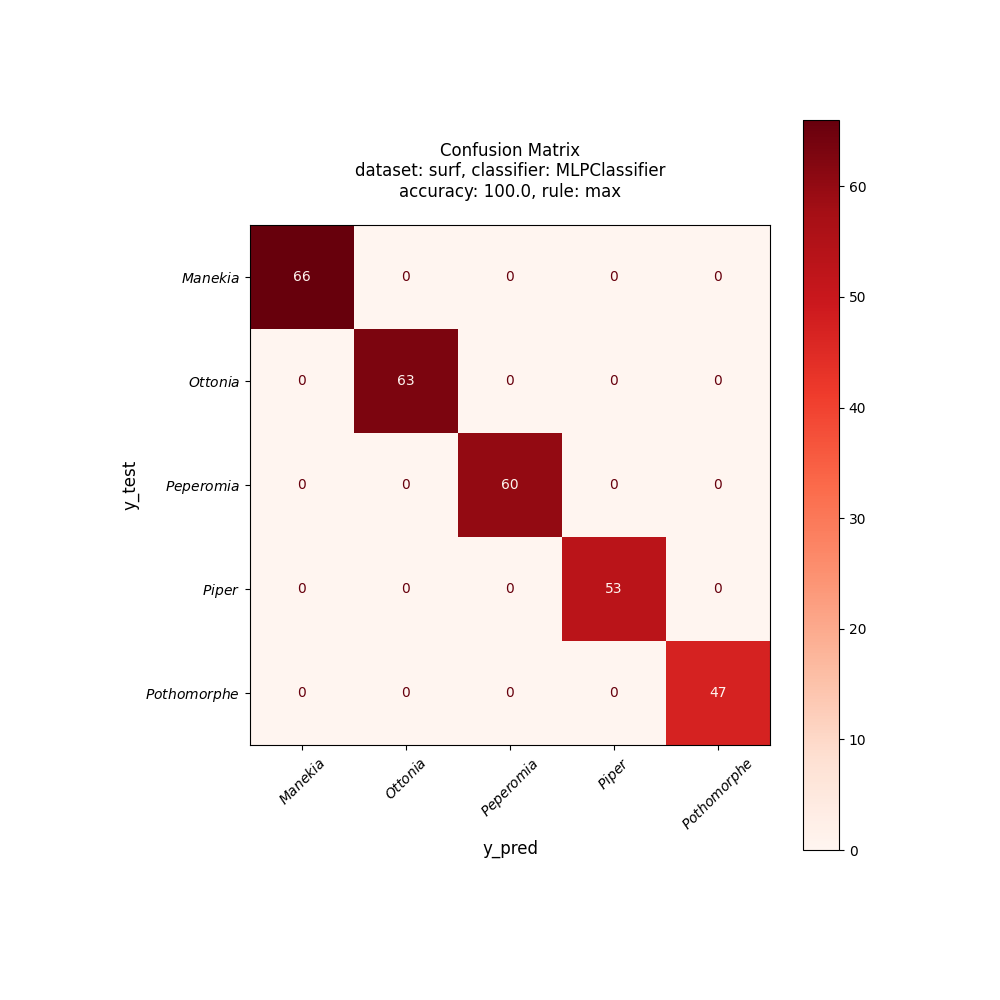 Confusion Matrix
dataset: surf, classifier: MLPClassifier
accuracy: 100.0, rule: max
Manekia 66 0 0 0 0
Ottonia 0 63 0 0 0
Peperomia 0 0 60 0 0
Piper 0 0 0 53 0
Pothomorphe 0 0 0 0 47
Manekia Ottonia Peperomia Piper Pothomorphe
y_pred
y_test
60
50
40
30
20
10
0